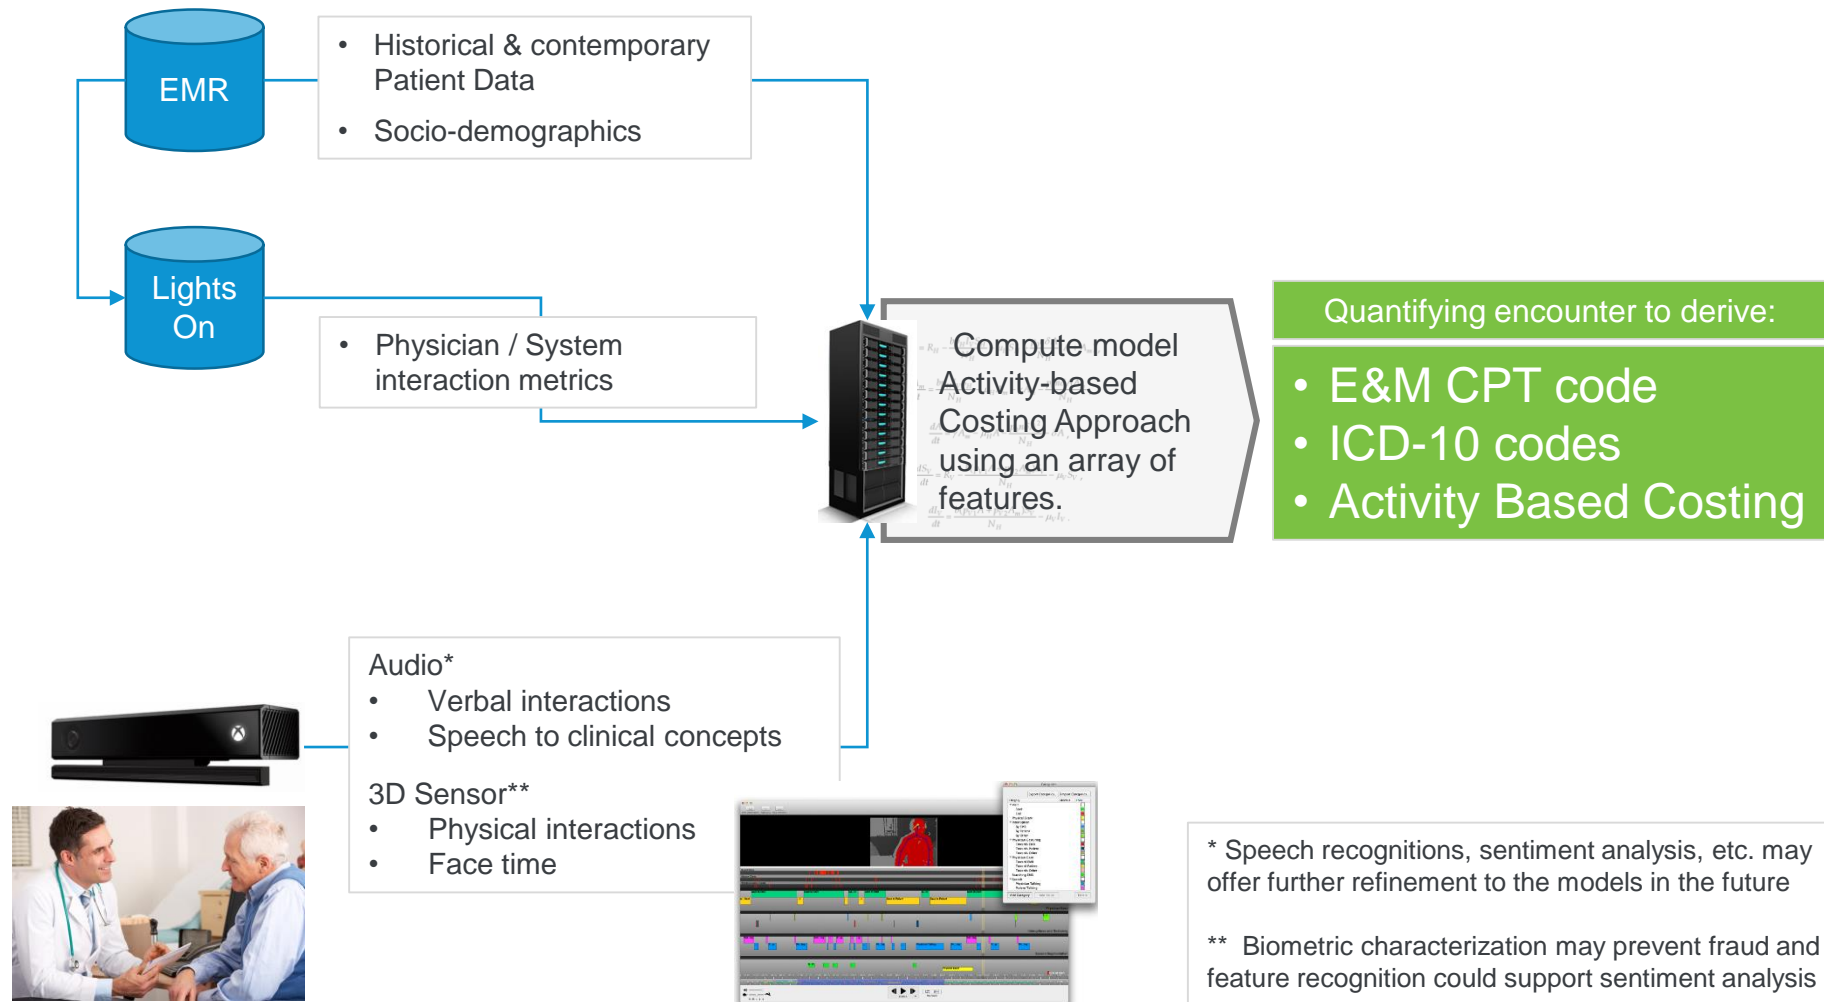 EMR
• Historical & contemporary
Patient Data
• Socio-demographics
Lights
On
• Physician / System
interaction metrics
Compute model
Activity-based
Costing Approach
using an array of
features.
Quantifying encounter to derive:
• E&M CPT code
• ICD-10 codes
• Activity Based Costing
Audio*
• Verbal interactions
• Speech to clinical concepts
3D Sensor**
• Physical interactions
• Face time
* Speech recognitions, sentiment analysis, etc. may
offer further refinement to the models in the future
** Biometric characterization may prevent fraud and
feature recognition could support sentiment analysis